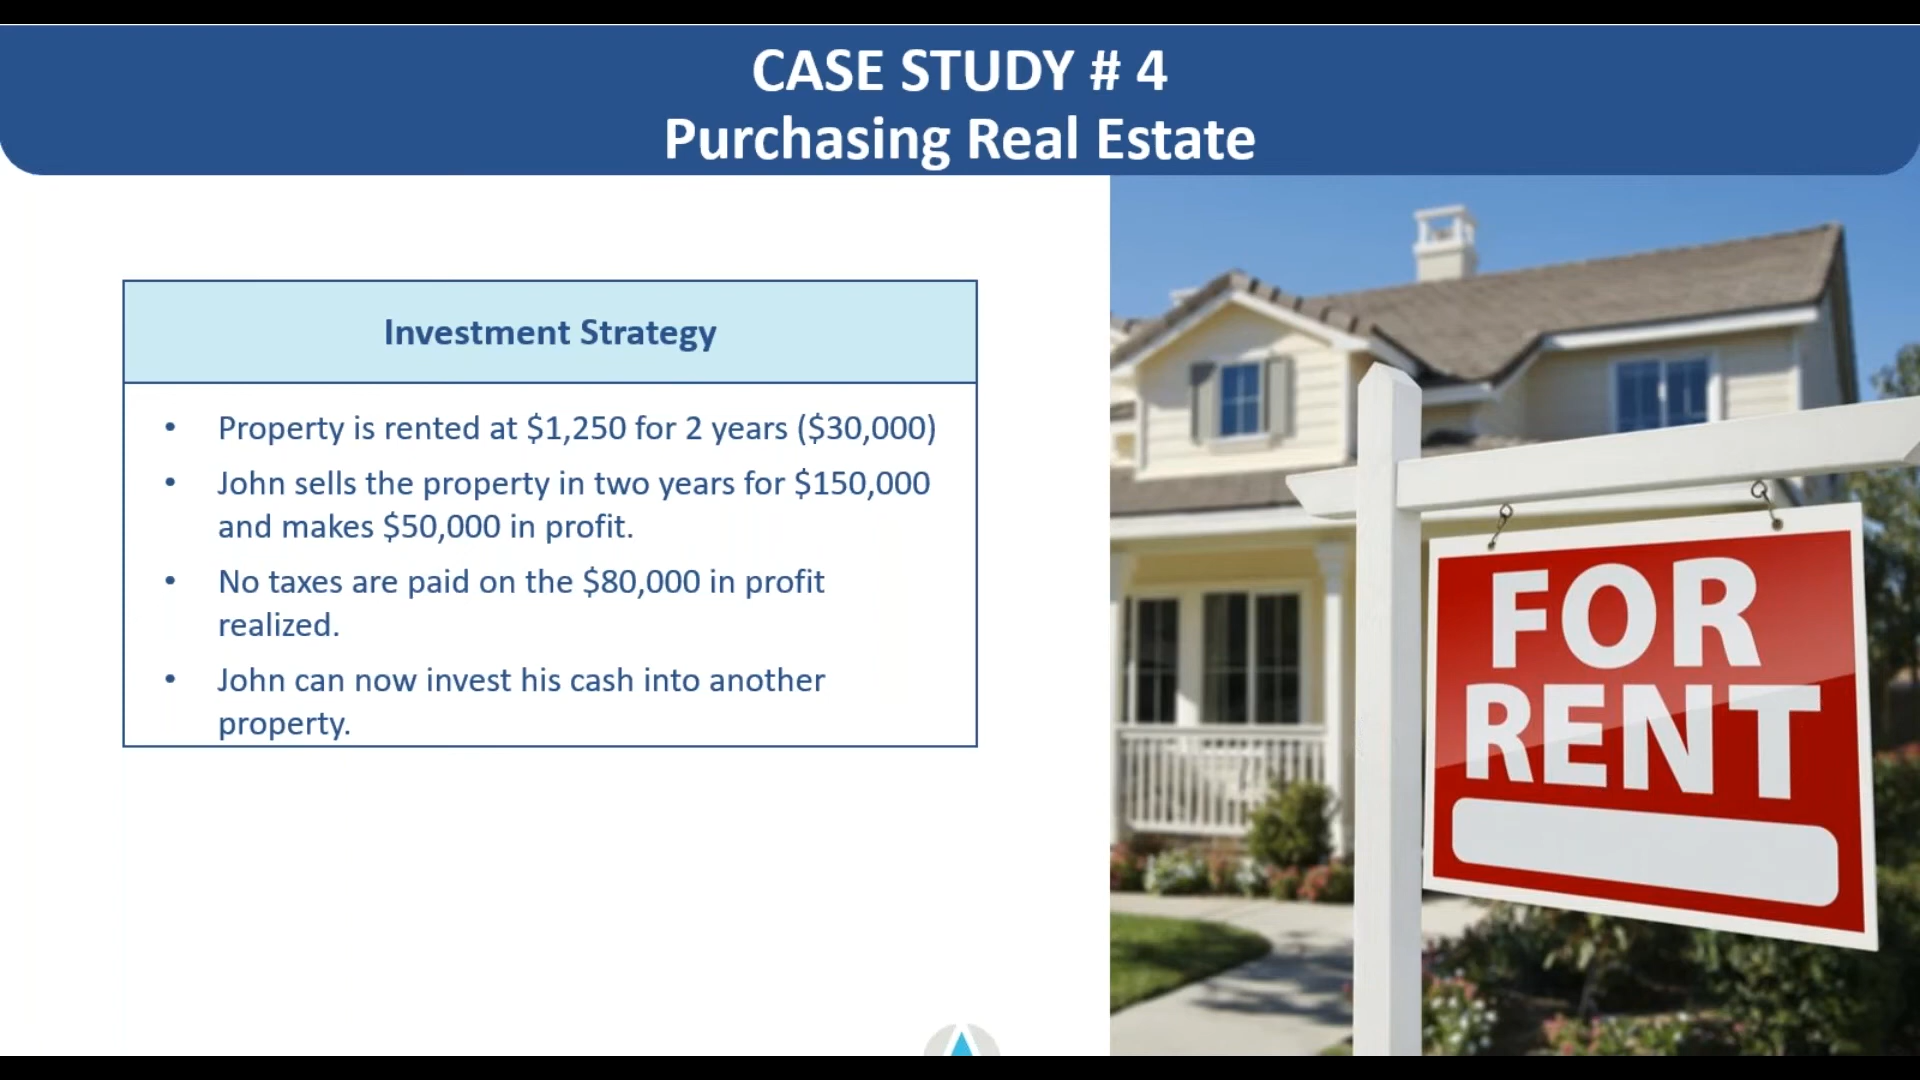 CASE STUDY # 4
Purchasing Real Estate
Investment Strategy
• Property is rented at $1,250 for 2 years ($30,000)
• John sells the property in two years for $150,000
and makes $50,000 in profit.
• No taxes are paid on the $80,000 in profit
realized.
• John can now invest his cash into another
property.
FOR
RENT